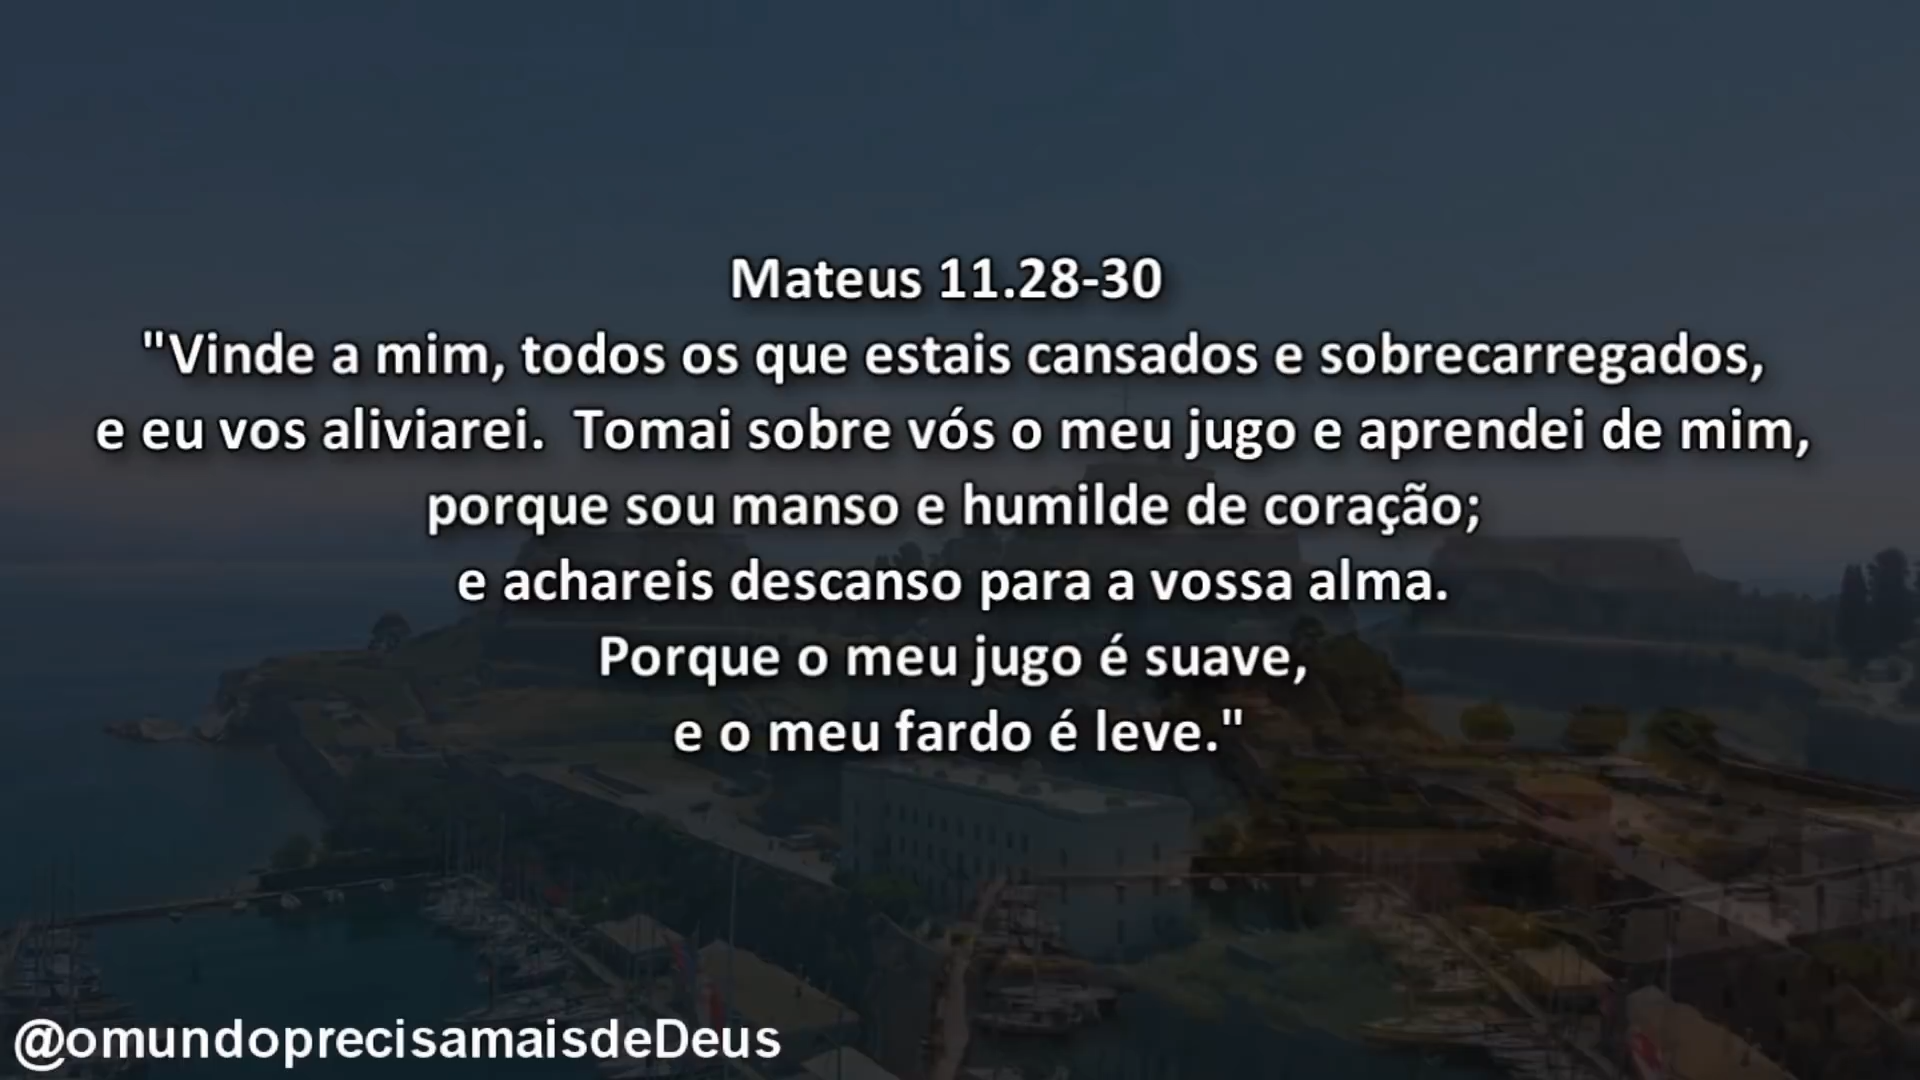 Mateus 11.28-30
"Vinde a mim, todos os que estais cansados e sobrecarregados,
e eu vos aliviarei.  Tomai sobre vós o meu jugo e aprendei de mim,
porque sou manso e humilde de coração;
e achareis descanso para a vossa alma.
Porque o meu jugo é suave,
e o meu fardo é leve."
@omundoprecisamaisdeDeus